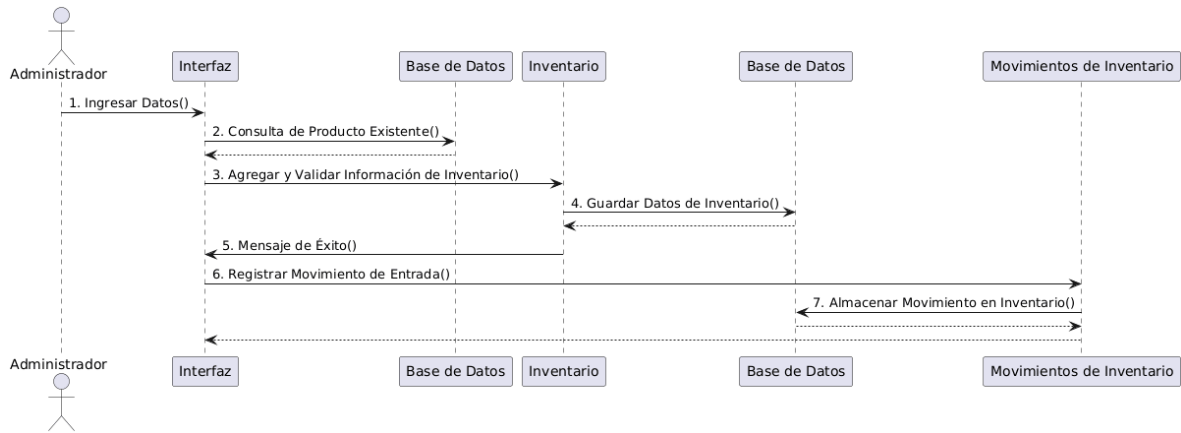 Administrador
Interfaz
Base de Datos
Inventario
Base de Datos
Movimientos de Inventario
1. Ingresar Datos()
2. Consulta de Producto Existente()
3. Agregar y Validar Información de Inventario()
4. Guardar Datos de Inventario()
5. Mensaje de Éxito()
6. Registrar Movimiento de Entrada()
7. Almacenar Movimiento en Inventario()
Administrador
Interfaz
Base de Datos
Inventario
Base de Datos
Movimientos de Inventario